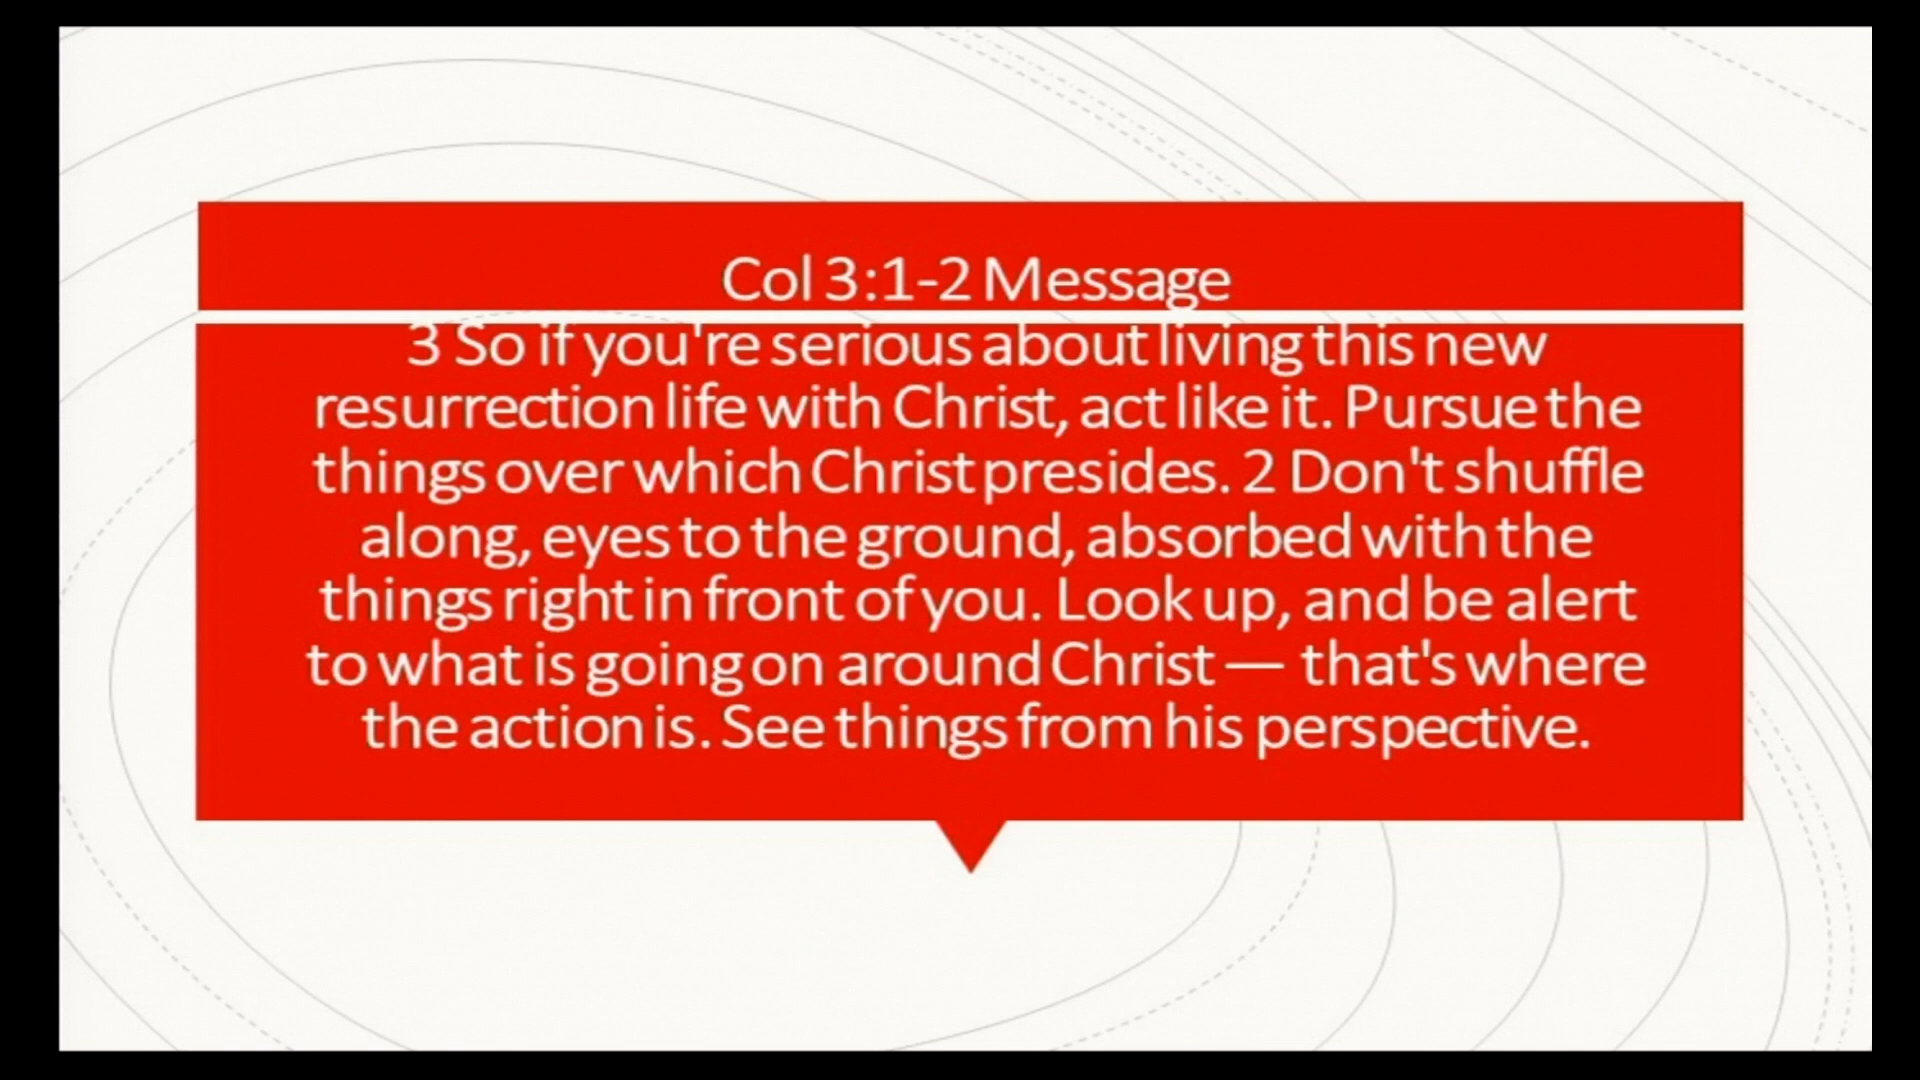 Col 3:1-2 Message
3 So if you're serious about living this new
resurrection life with Christ, act like it. Pursue the
things over which Christ presides. 2 Don't shuffle
along, eyes to the ground, absorbed with the
things right in front of you. Look up, and be alert
to what is going on around Christ — that's where
the action is. See things from his perspective.